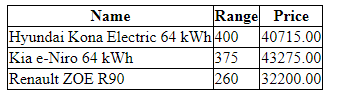 Name Range Price
Hyundai Kona Electric 64 kWh 400 40715.00
Kia e-Niro 64 kWh 375 43275.00
Renault ZOE R90 260 32200.00